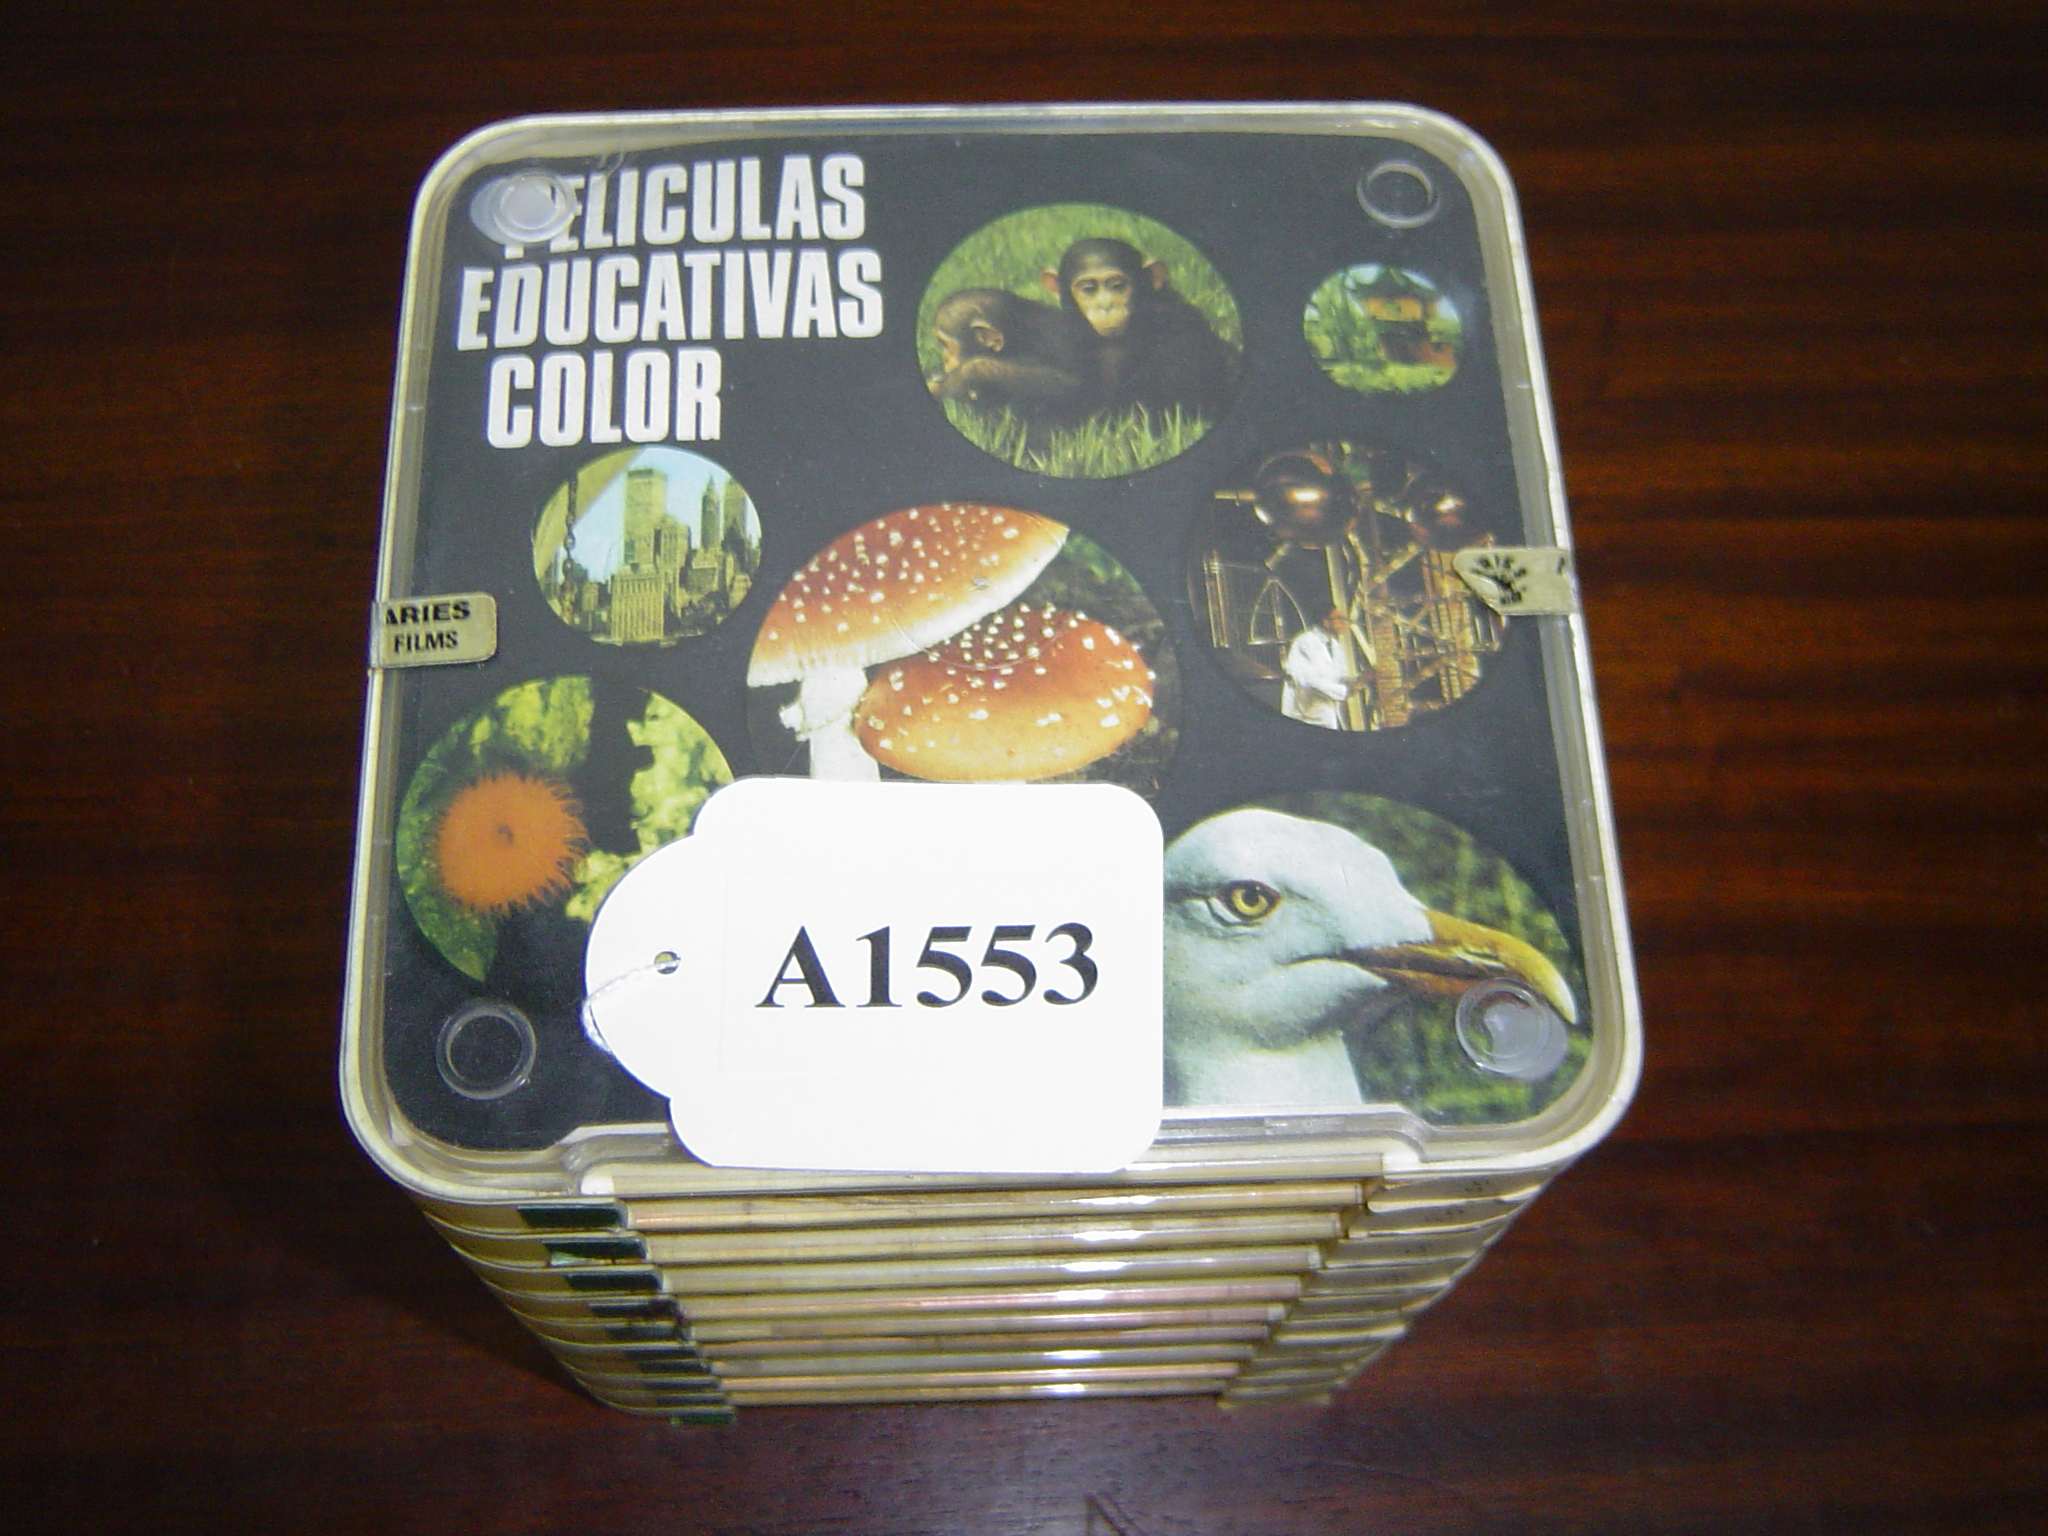 PELICULAS
EDUCATIVAS
COLOR
ARIES
FILMS
A1553